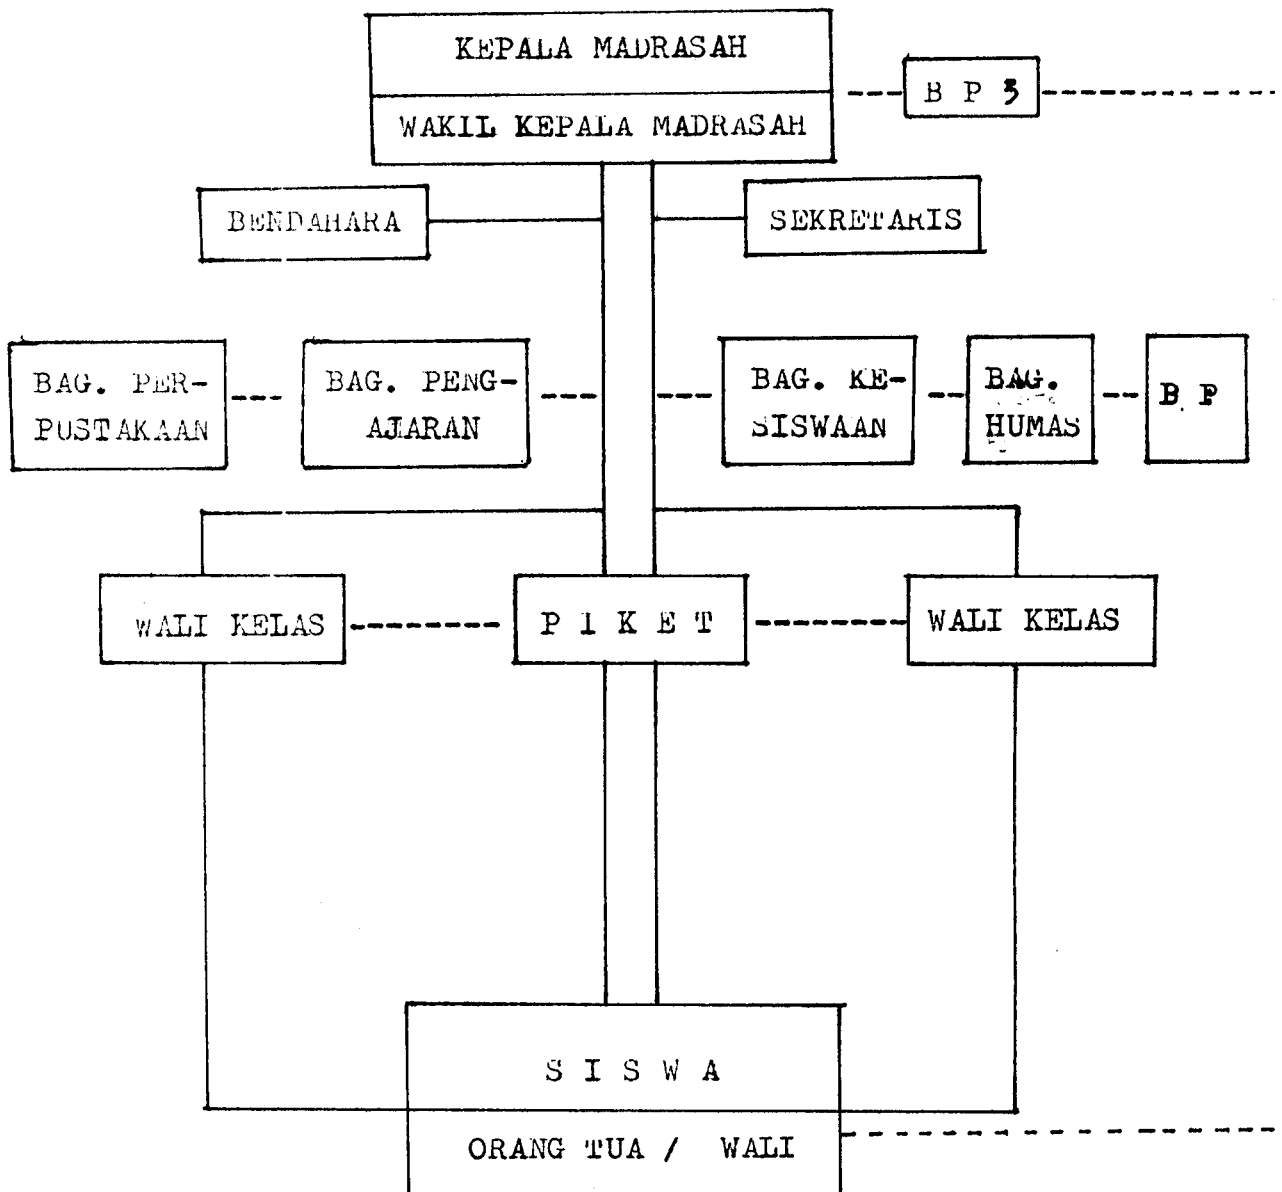 KEPALA MADRASAH
WAKIL KEPALA MADRASAH
B P 3
BENDAHARA
SEKRETARIS
BAG. PER-
PUSTAKAAN
BAG. PENG-
AJARAN
BAG. KE-
SISWAAN
BAG.
HUMAS
B P
WALI KELAS
P I K E T
WALI KELAS
S I S W A
ORANG TUA / WALI